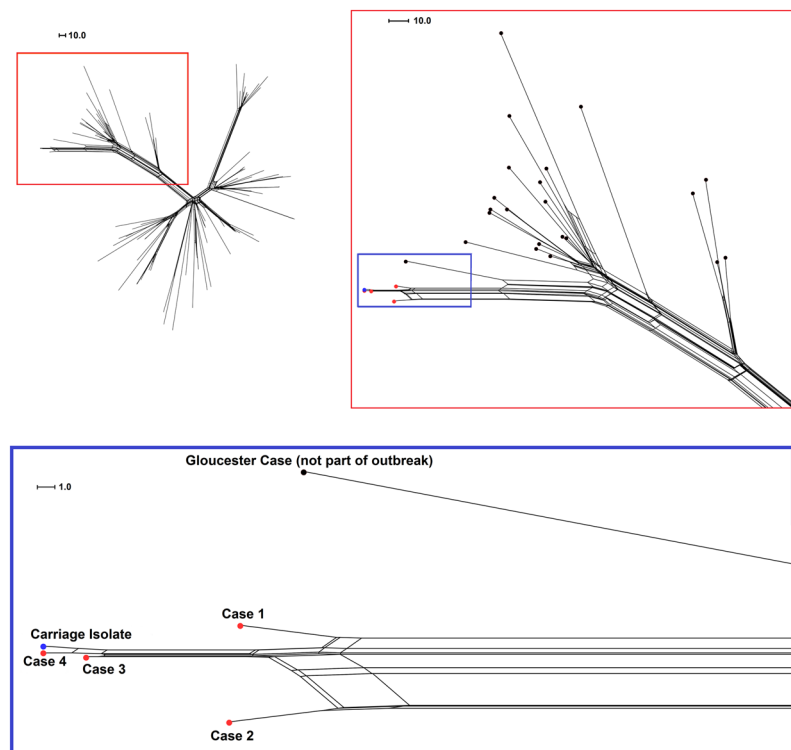 10.0
10.0
Gloucester Case (not part of outbreak)
1.0
Case 1
Carriage Isolate
Case 4
Case 3
Case 2